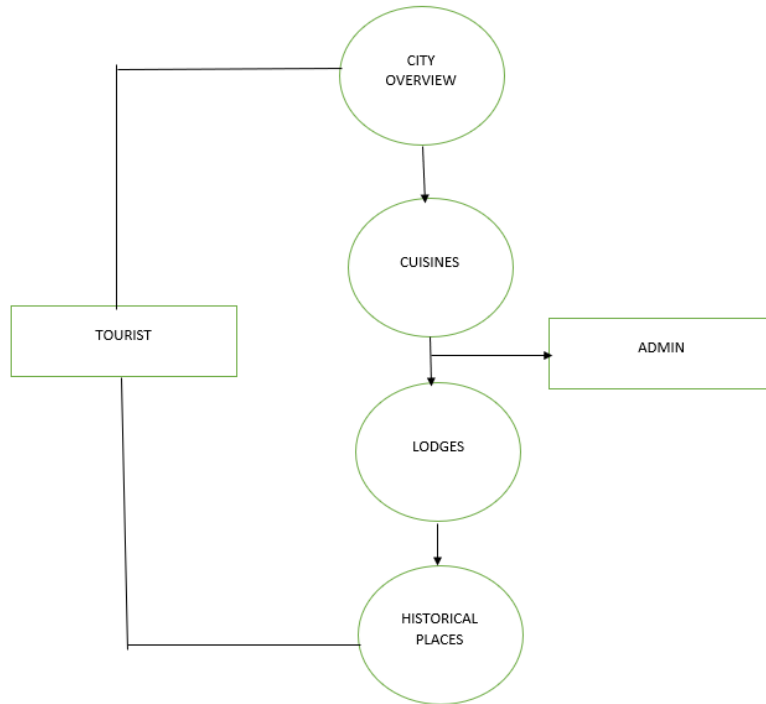 CITY
OVERVIEW
CUISINES
TOURIST
ADMIN
LODGES
HISTORICAL
PLACES